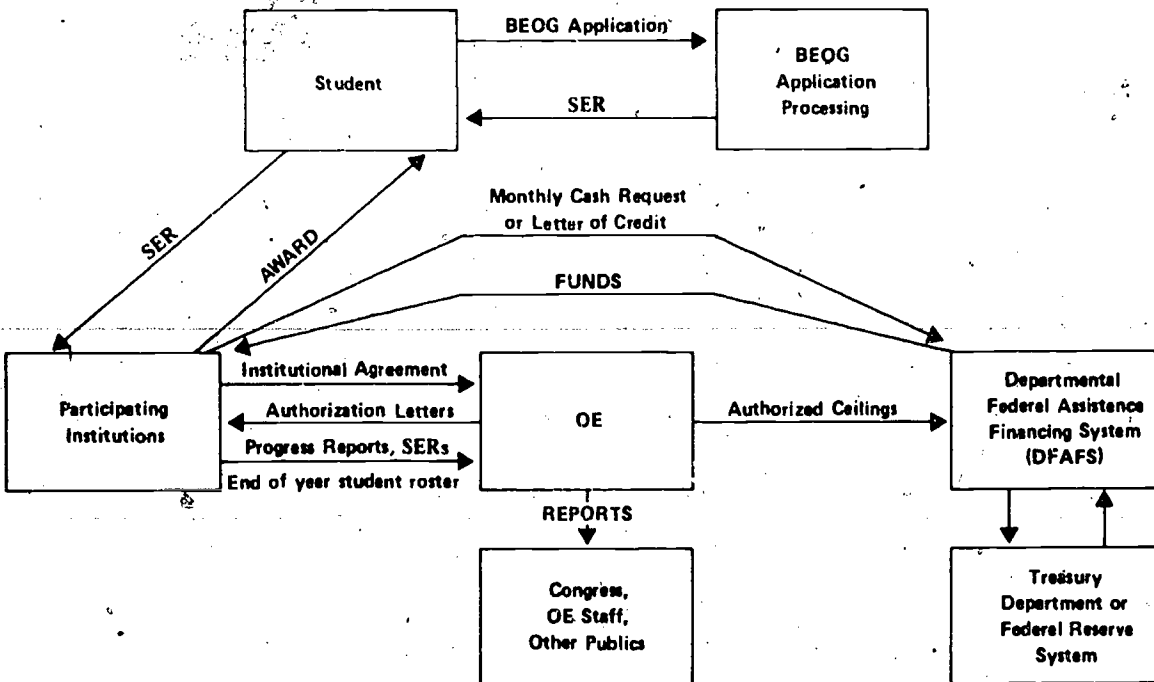 BEOG Application
Student
BEOG
Application
Processing
SER
Monthly Cash Request
or Letter of Credit
SER
AWARD
FUNDS
Participating
Institutions
Institutional Agreement
Authorization Letters
Progress Reports, SERs
End of year student roster
OE
Authorized Ceilings
Departmental
Federal Assistence
Financing System
(DFAFS)
REPORTS
Congress,
OE Staff,
Other Publics
Treasury
Department or
Federal Reserve
System